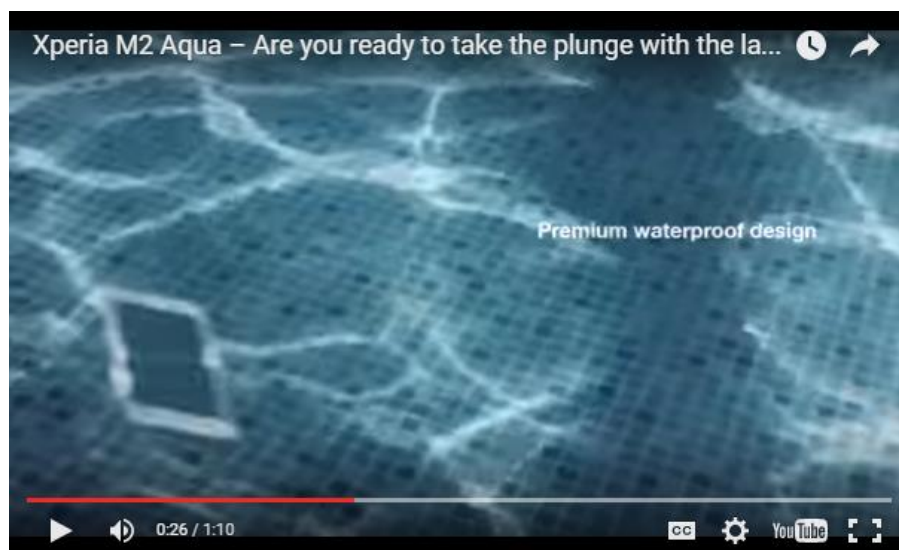 Xperia M2 Aqua – Are you ready to take the plunge with the la...
Premium waterproof design
0:26 / 1:10
CC
YouTube